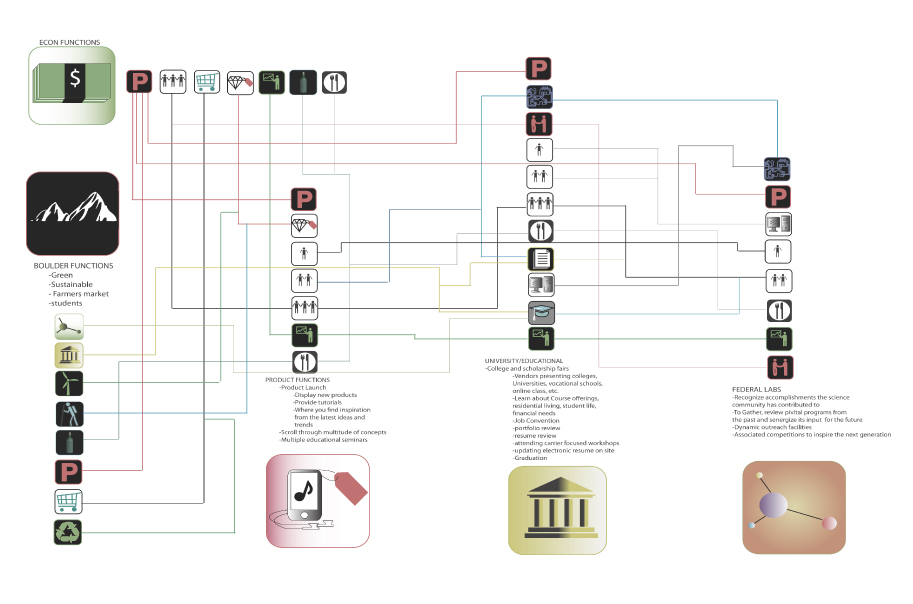 ECON FUNCTIONS
$
P
P
P
BOULDER FUNCTIONS
-Green
-Sustainable
- Farmers market
-students
P
P
P
PRODUCT FUNCTIONS
-Product Launch
-Display new products
-Provide tutorials
-Where you find inspiration
from the latest ideas and
trends
-Scroll through multitude of concepts
-Multiple educational seminars
UNIVERSITY/EDUCATIONAL
-College and scholarship fairs
-Vendors presenting colleges,
Universities, vocational schools,
online class, etc.
-Learn about Course offerings,
residential living, student life,
financial needs
-Job Convention
-portfolio review
-resume review
-attending carrier focused workshops
-updating electronic resume on site
-Graduation
FEDERAL LABS
-Recognize accomplishments the science
community has contributed to
-To Gather, review pivital programs from
the past and senergize its input for the future
-Dynamic outreach facilities
-Associated competitions to inspire the next generation